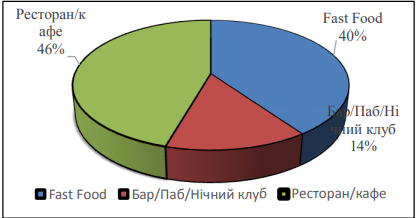 Ресторан/к
афе
46%
Fast Food
40%
Бар/Паб/Ні
чний клуб
14%
Fast Food Бар/Паб/Нічний клуб Ресторан/кафе